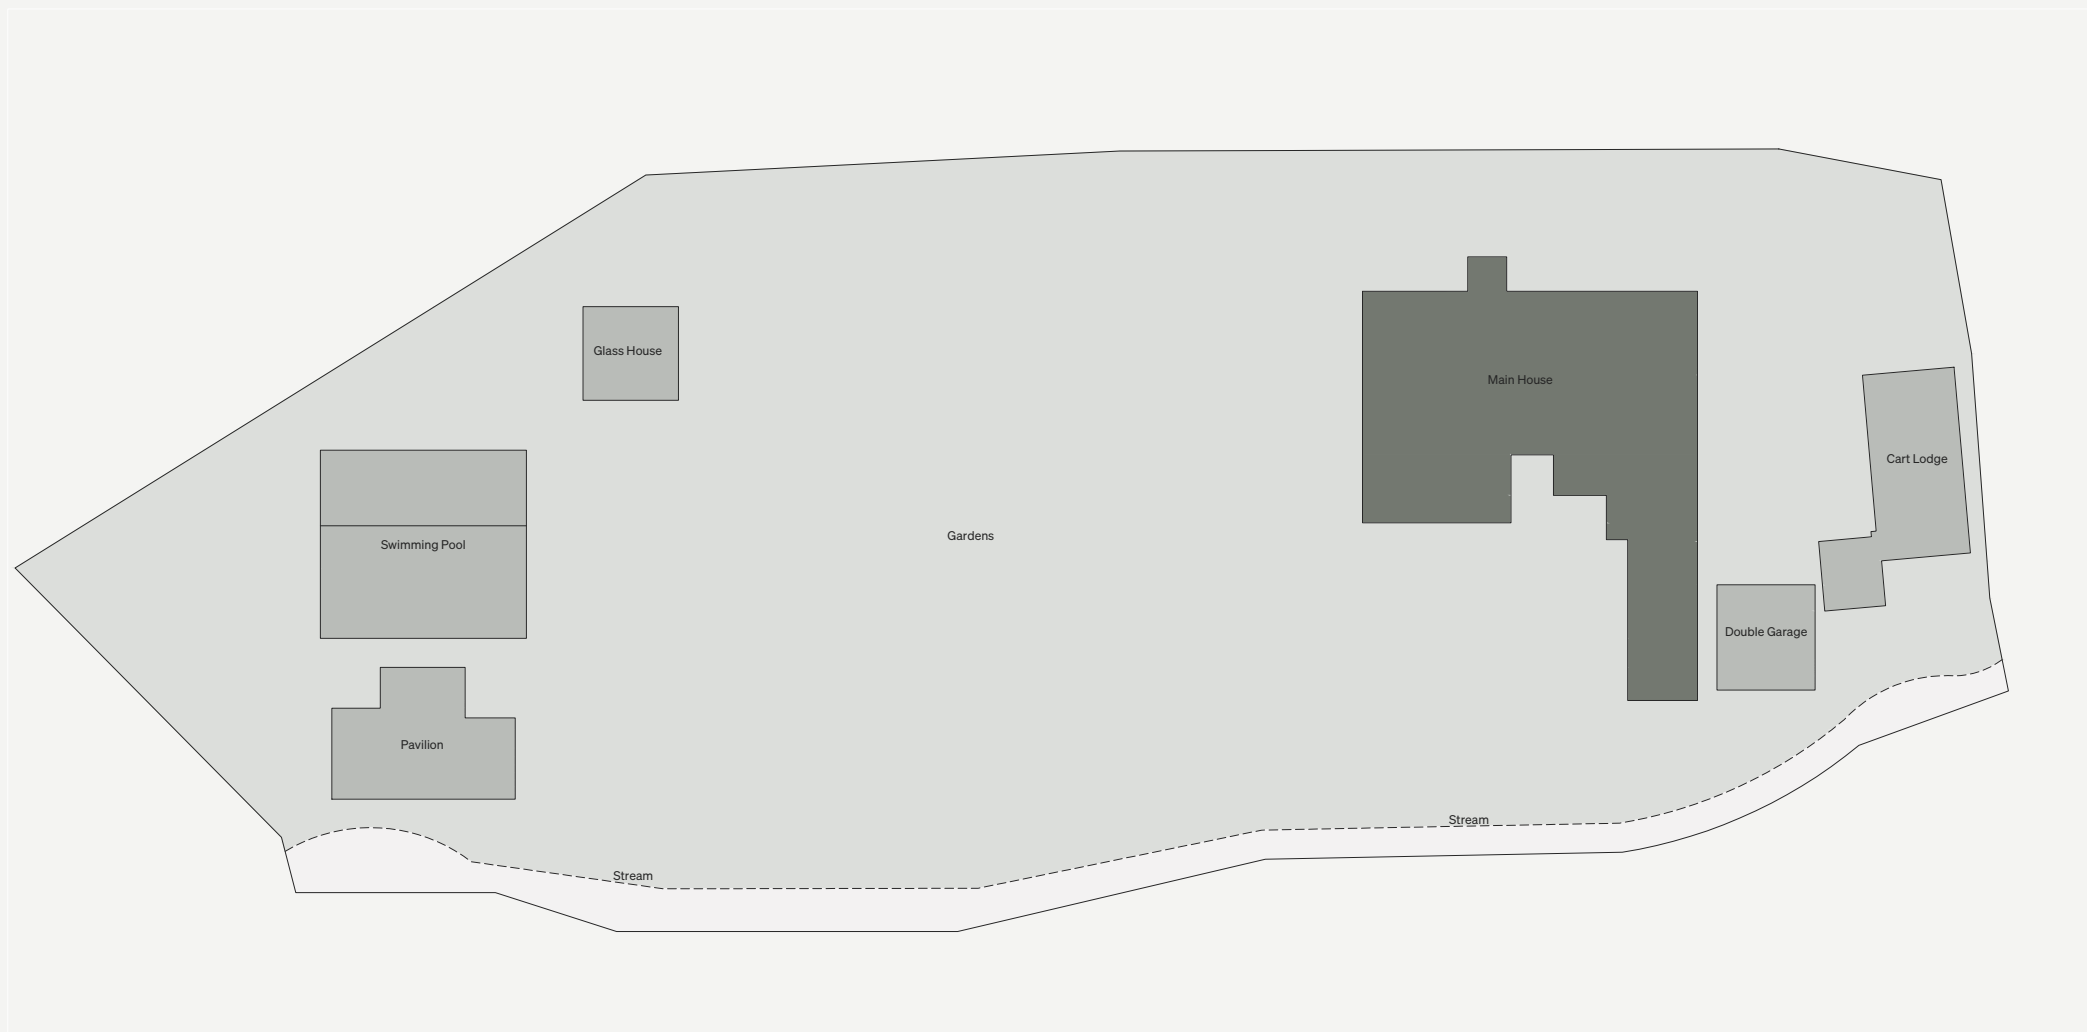 Glass House
Main House
Cart Lodge
Gardens
Swimming Pool
Double Garage
Pavilion
Stream
Stream